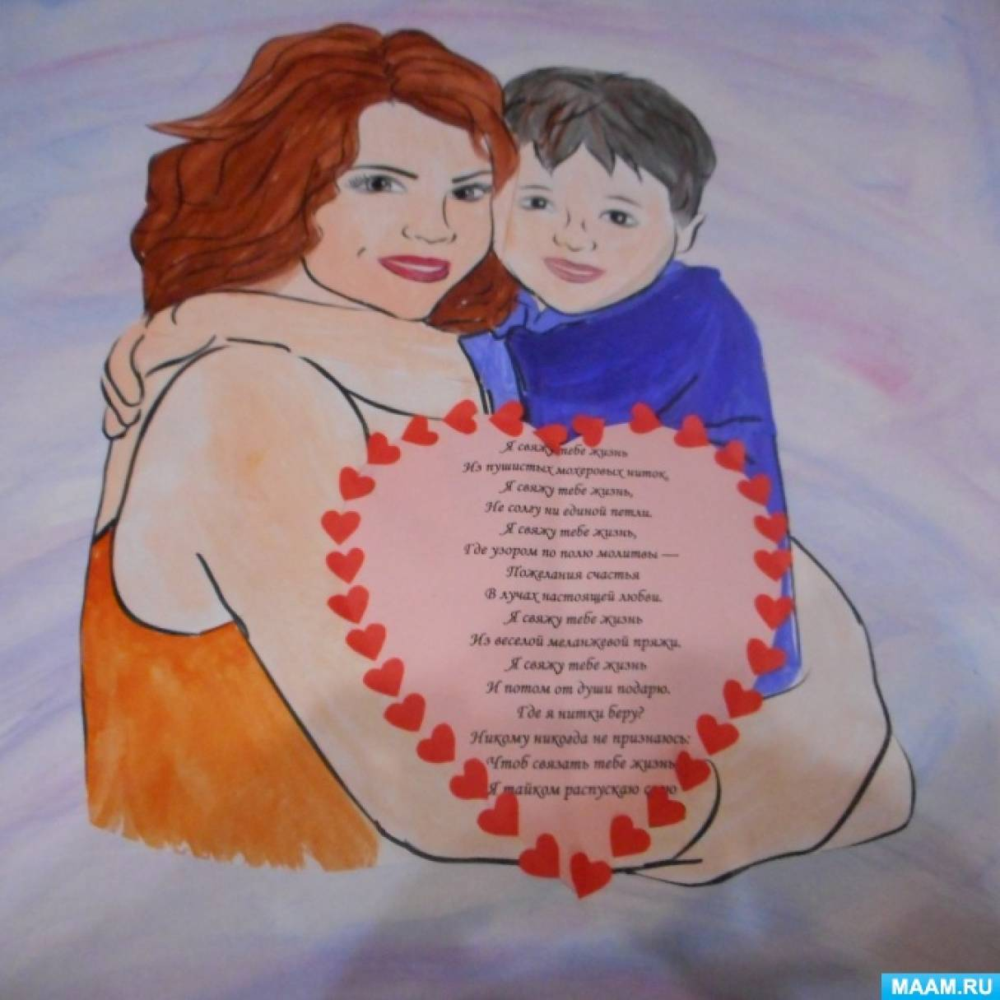 Я свяжу тебе жизнь
Из пушистых мохеровых ниток,
Я свяжу тебе жизнь,
Не солгу ни единой петли.
Я свяжу тебе жизнь,
Где узором по полю молитвы —
Пожелания счастья
В лучах настоящей любви.
Я свяжу тебе жизнь
Из веселой меланжевой пряжи.
Я свяжу тебе жизнь
И потом от души подарю.
Где я нитки беру?
Никому никогда не признаюсь:
Чтоб связать тебе жизнь
Я тайком распускаю
MAAM.RU